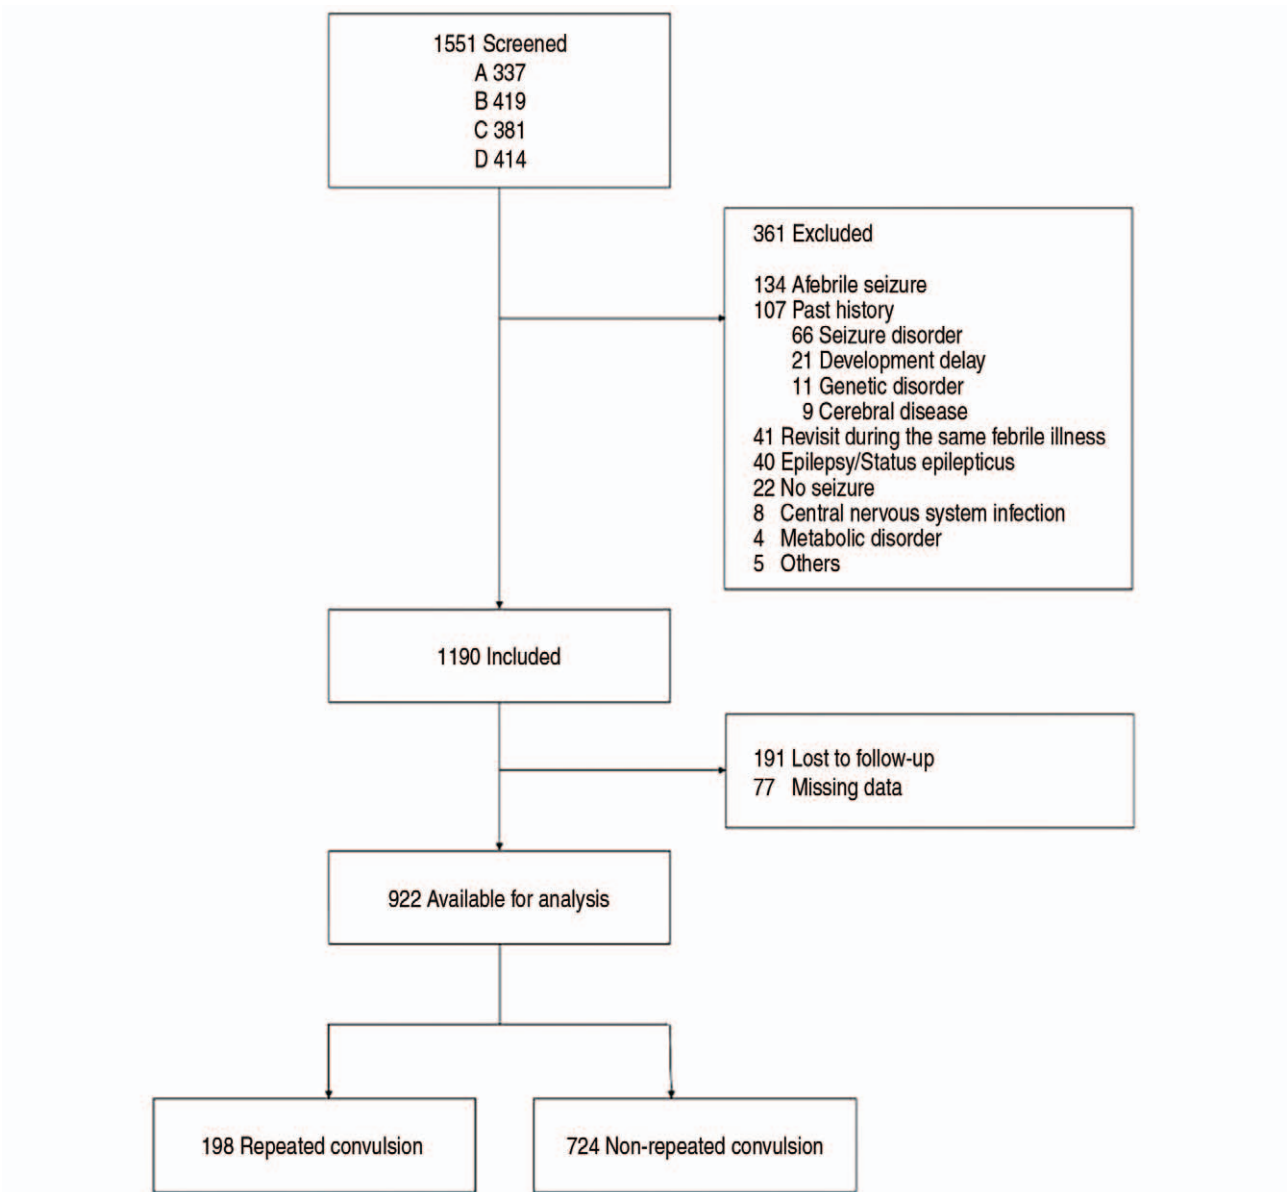 1551 Screened
A 337
B 419
C 381
D 414
361 Excluded
134 Afebrile seizure
107 Past history
66 Seizure disorder
21 Development delay
11 Genetic disorder
9 Cerebral disease
41 Revisit during the same febrile illness
40 Epilepsy/Status epilepticus
22 No seizure
8 Central nervous system infection
4 Metabolic disorder
5 Others
1190 Included
191 Lost to follow-up
77 Missing data
922 Available for analysis
198 Repeated convulsion
724 Non-repeated convulsion